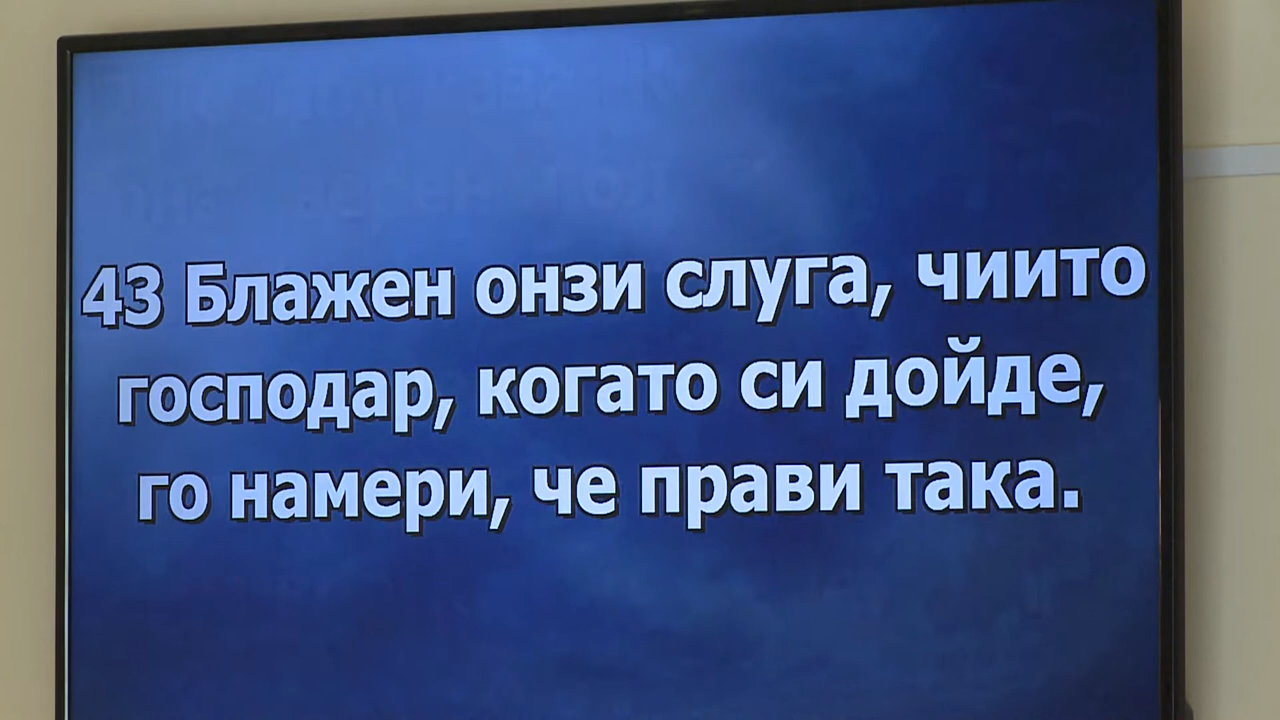 43 Блажен онзи слуга, чиито
господар, когато си дойде,
го намери, че прави така.